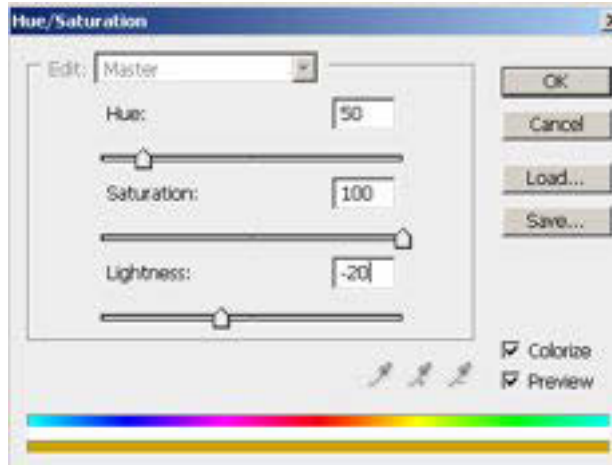 Hue/Saturation
Edit: Master
OK
Hue: 50
Cancel
Load...
Saturation: 100
Save...
Lightness: -20
Colorize
Preview